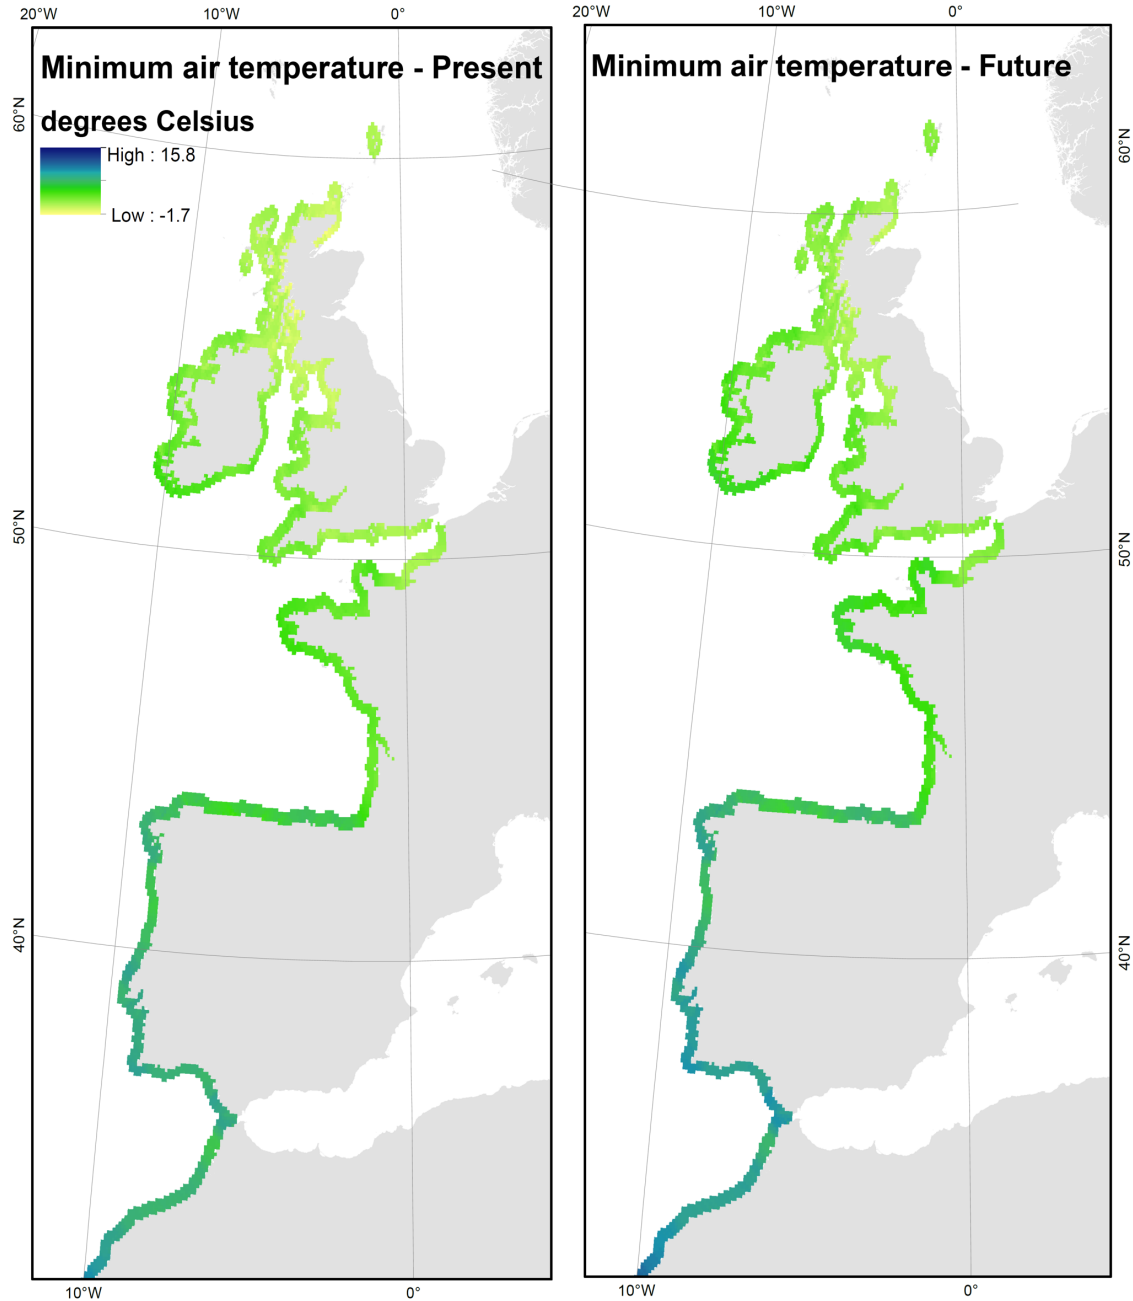 20°W 10°W 0° 20°W 10°W 0°
Minimum air temperature - Present
Minimum air temperature - Future
degrees Celsius
High : 15.8
Low : -1.7
60°N
60°N
50°N
50°N
40°N
40°N
10°W 0° 10°W 0°